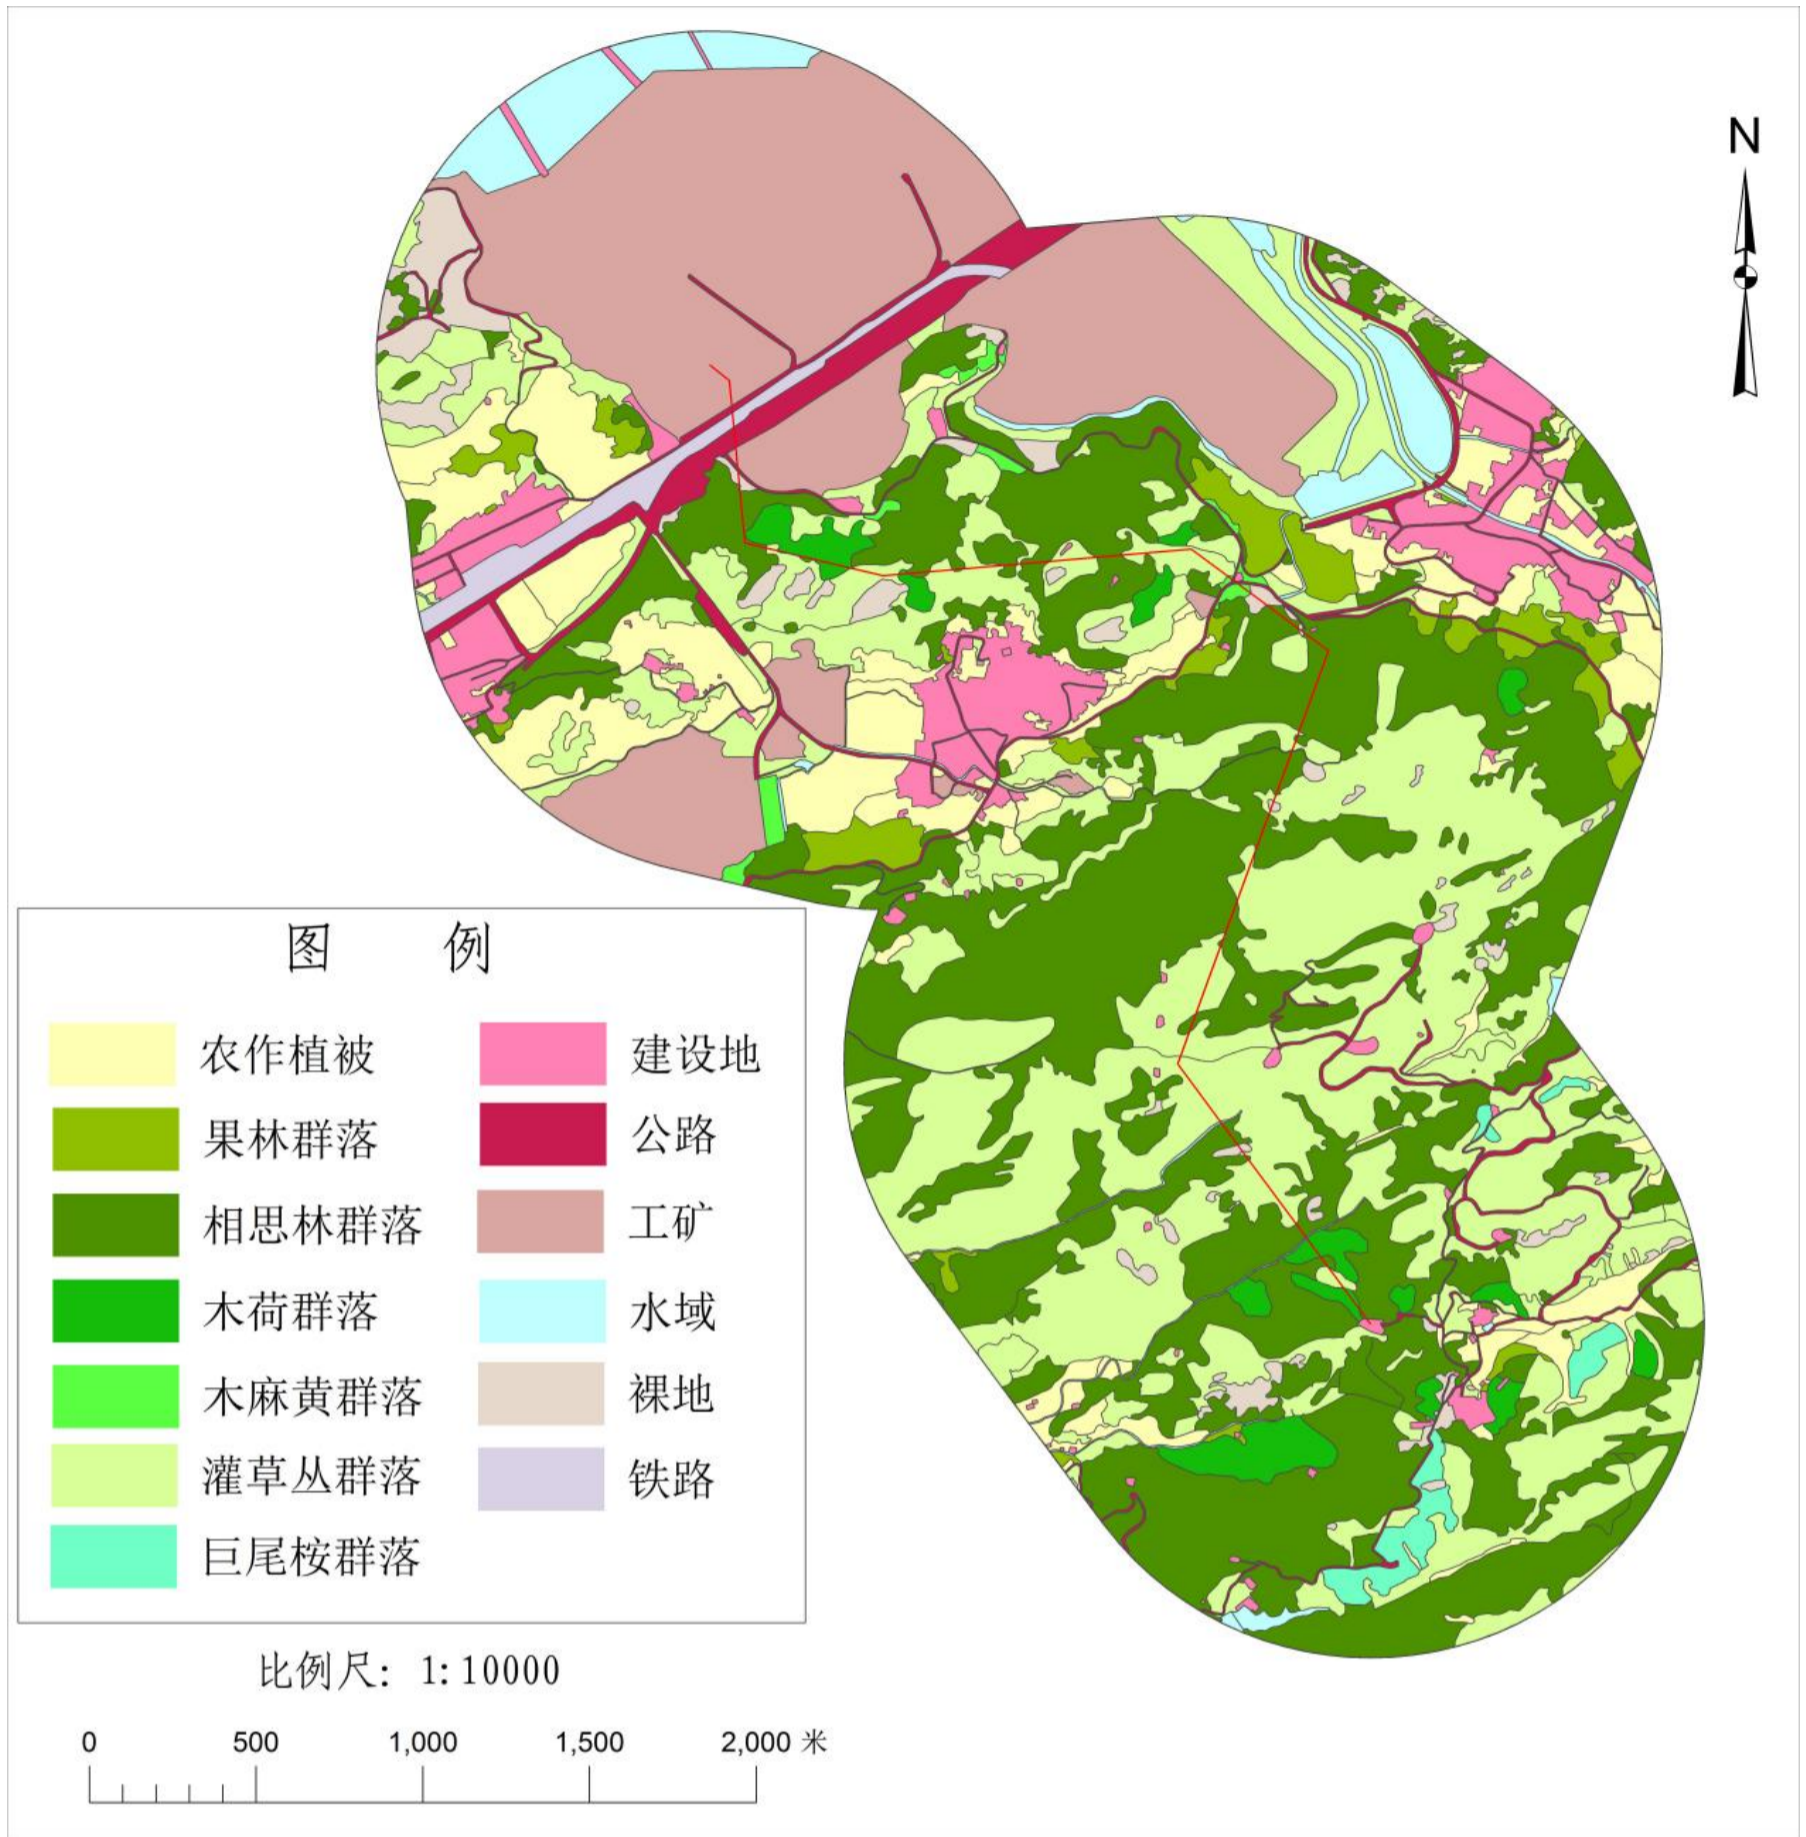 N
图 例
农作植被
建设地
果林群落
公路
相思林群落
工矿
木荷群落
水域
木麻黄群落
裸地
灌草丛群落
铁路
巨尾桉群落
比例尺: 1:10000
0 500 1,000 1,500 2,000 米